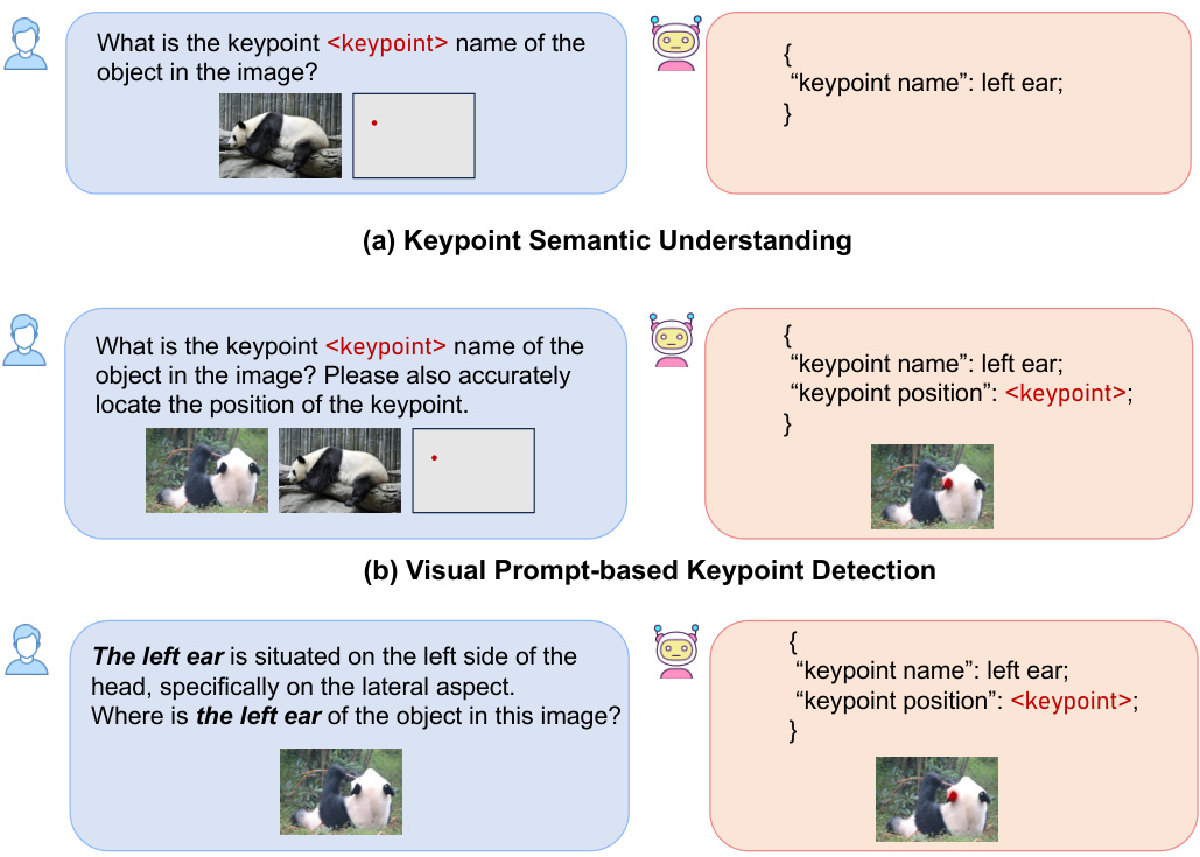 What is the keypoint <keypoint> name of the
object in the image?
{
“keypoint name”: left ear;
}
(a) Keypoint Semantic Understanding
What is the keypoint <keypoint> name of the
object in the image? Please also accurately
locate the position of the keypoint.
{
“keypoint name”: left ear;
“keypoint position”: <keypoint>;
}
(b) Visual Prompt-based Keypoint Detection
The left ear is situated on the left side of the
head, specifically on the lateral aspect.
Where is the left ear of the object in this image?
{
“keypoint name”: left ear;
“keypoint position”: <keypoint>;
}